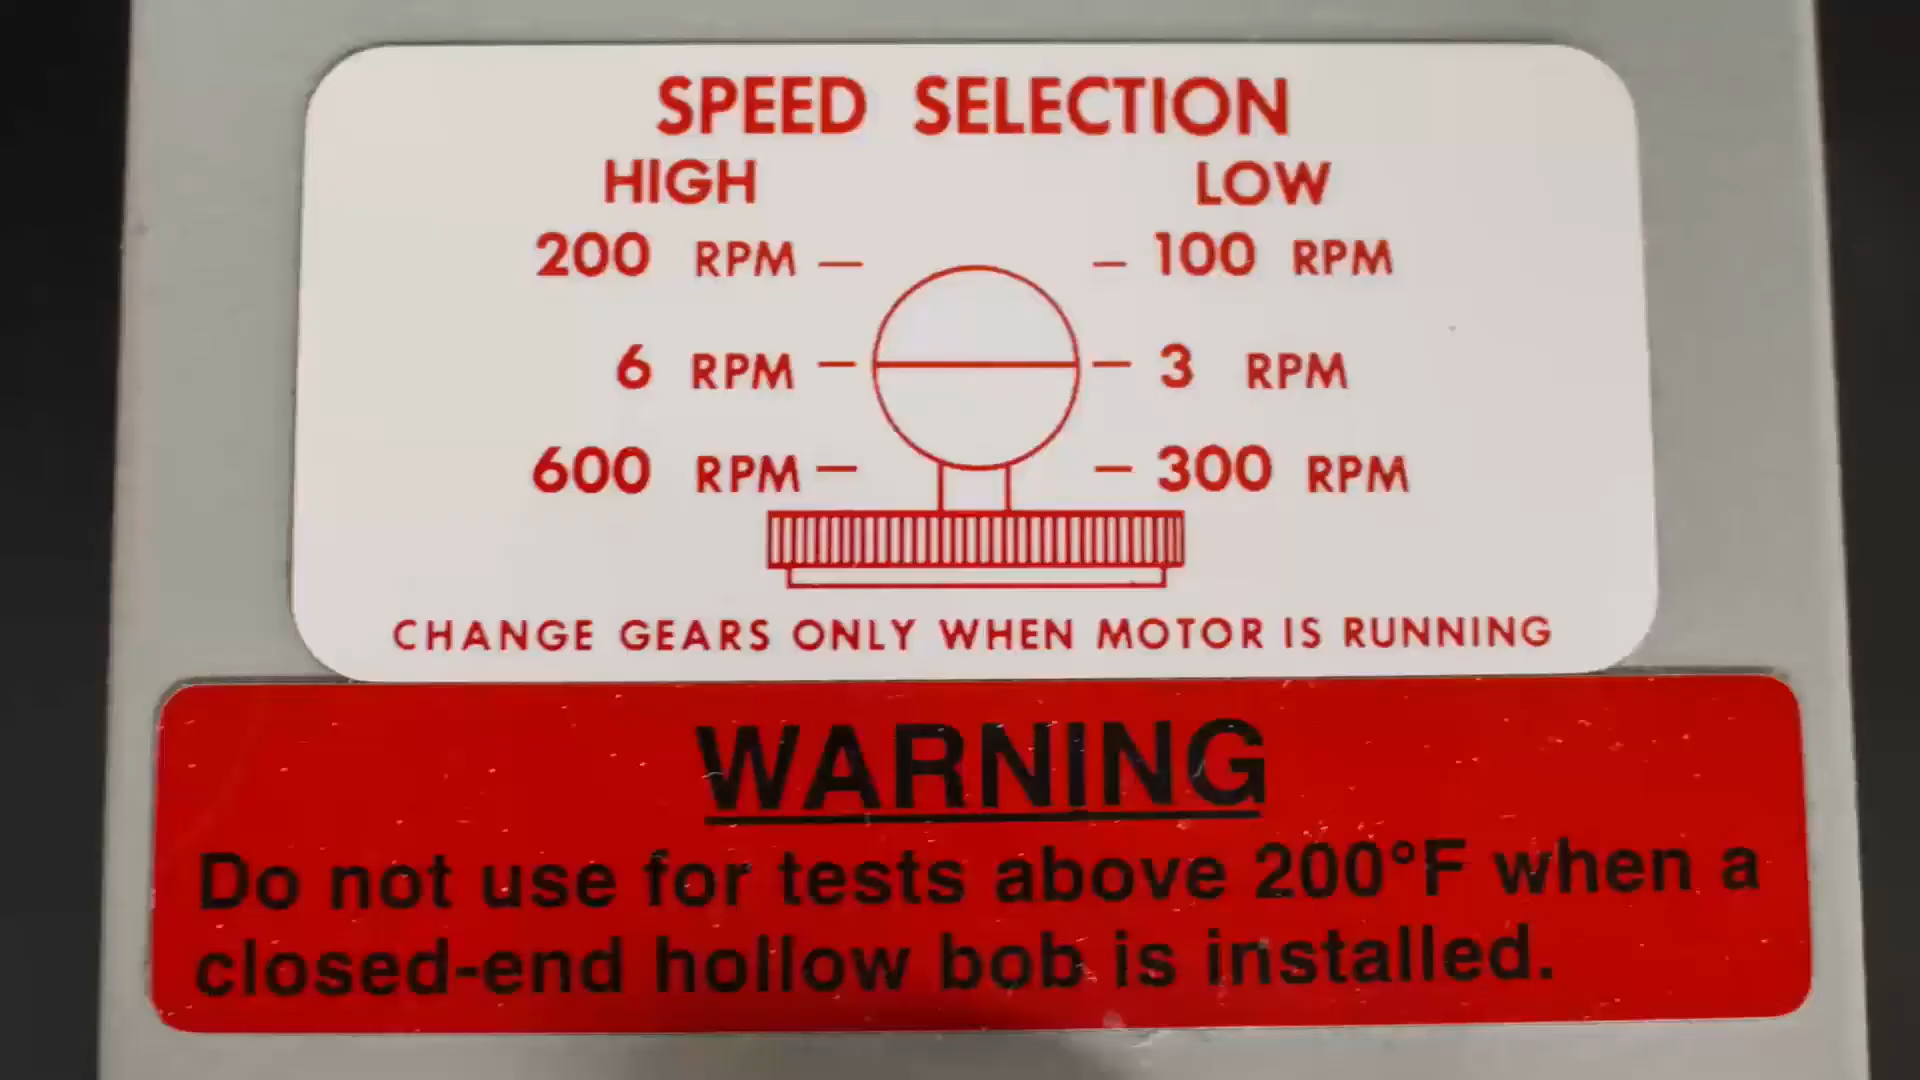 SPEED SELECTION
HIGH LOW
200 RPM — — 100 RPM
6 RPM — — 3 RPM
600 RPM — — 300 RPM
CHANGE GEARS ONLY WHEN MOTOR IS RUNNING
WARNING
Do not use for tests above 200°F when a
closed-end hollow bob is installed.